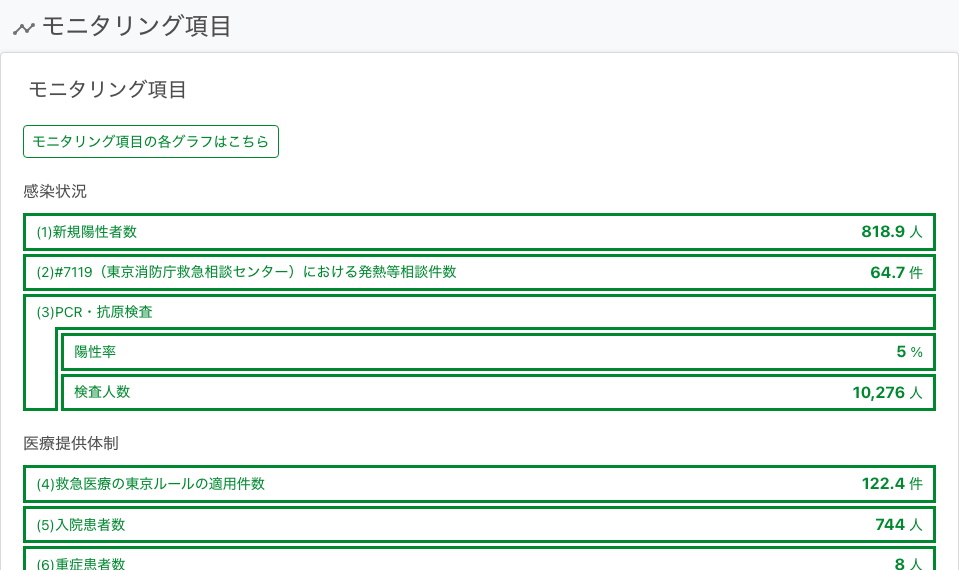 モニタリング項目
モニタリング項目
モニタリング項目の各グラフはこちら
感染状況
(1)新規陽性者数 818.9 人
(2)#7119（東京消防庁救急相談センター）における発熱等相談件数 64.7 件
(3)PCR・抗原検査
陽性率 5 %
検査人数 10,276 人
医療提供体制
(4)救急医療の東京ルールの適用件数 122.4 件
(5)入院患者数 744 人
(6)重症患者数 8 人